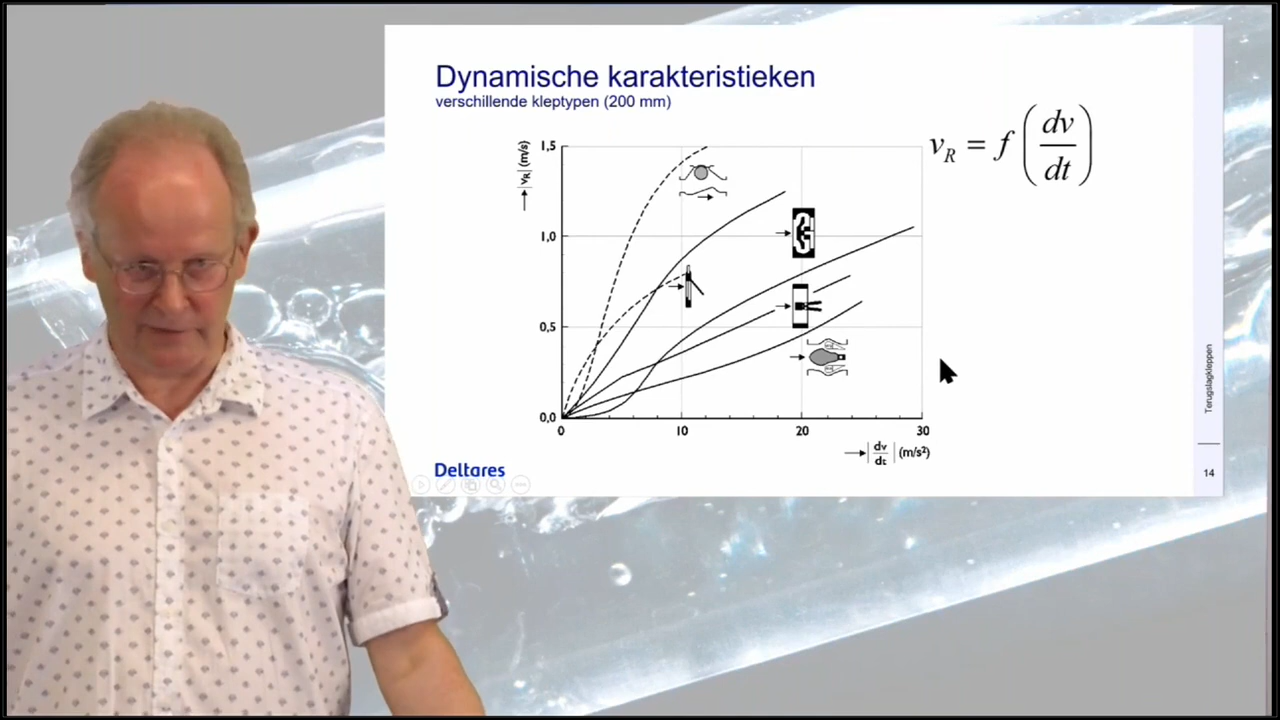 Dynamische karakteristieken
verschillende kleptypen (200 mm)
v_R = f(dv/dt)
|v_R| (m/s)
1,5
1,0
0,5
0,0
0
10
20
30
|dv/dt| (m/s²)
Deltares
Terugslagkleppen
14